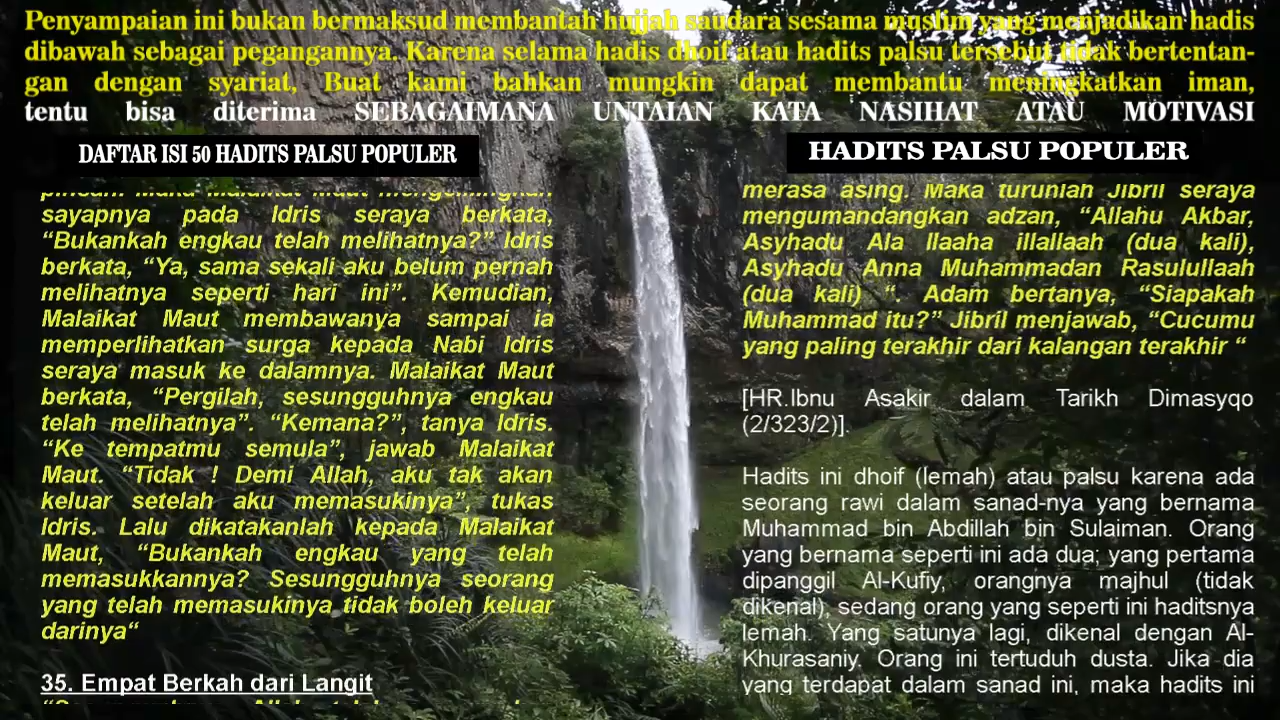 Penyampaian ini bukan bermaksud membantah hujjah saudara sesama muslim yang menjadikan hadis
dibawah sebagai pegangannya. Karena selama hadis dhoif atau hadits palsu tersebut tidak bertentan-
gan dengan syariat, Buat kami bahkan mungkin dapat membantu meningkatkan iman,
tentu bisa diterima SEBAGAIMANA UNTAIAN KATA NASIHAT ATAU MOTIVASI
DAFTAR ISI 50 HADITS PALSU POPULER
pingan. Maka Malaikat Maut mengepingkan
sayapnya pada Idris seraya berkata,
“Bukankah engkau telah melihatnya?” Idris
berkata, “Ya, sama sekali aku belum pernah
melihatnya seperti hari ini”. Kemudian,
Malaikat Maut membawanya sampai ia
memperlihatkan surga kepada Nabi Idris
seraya masuk ke dalamnya. Malaikat Maut
berkata, “Pergilah, sesungguhnya engkau
telah melihatnya”. “Kemana?”, tanya Idris.
“Ke tempatmu semula”, jawab Malaikat
Maut. “Tidak ! Demi Allah, aku tak akan
keluar setelah aku memasukinya”, tukas
Idris. Lalu dikatakanlah kepada Malaikat
Maut, “Bukankah engkau yang telah
memasukkannya? Sesungguhnya seorang
yang telah memasukinya tidak boleh keluar
darinya“
35. Empat Berkah dari Langit
HADITS PALSU POPULER
merasa asing. Maka turunlah Jibril seraya
mengumandangkan adzan, “Allahu Akbar,
Asyhadu Ala Ilaaha illallaah (dua kali),
Asyhadu Anna Muhammadan Rasulullaah
(dua kali) “. Adam bertanya, “Siapakah
Muhammad itu?” Jibril menjawab, “Cucumu
yang paling terakhir dari kalangan terakhir “
[HR.Ibnu Asakir dalam Tarikh Dimasyqo
(2/323/2)].
Hadits ini dhoif (lemah) atau palsu karena ada
seorang rawi dalam sanad-nya yang bernama
Muhammad bin Abdillah bin Sulaiman. Orang
yang bernama seperti ini ada dua; yang pertama
dipanggil Al-Kufiy, orangnya majhul (tidak
dikenal), sedang orang yang seperti ini haditsnya
lemah. Yang satunya lagi, dikenal dengan Al-
Khurasaniy. Orang ini tertuduh dusta. Jika dia
yang terdapat dalam sanad ini, maka hadits ini